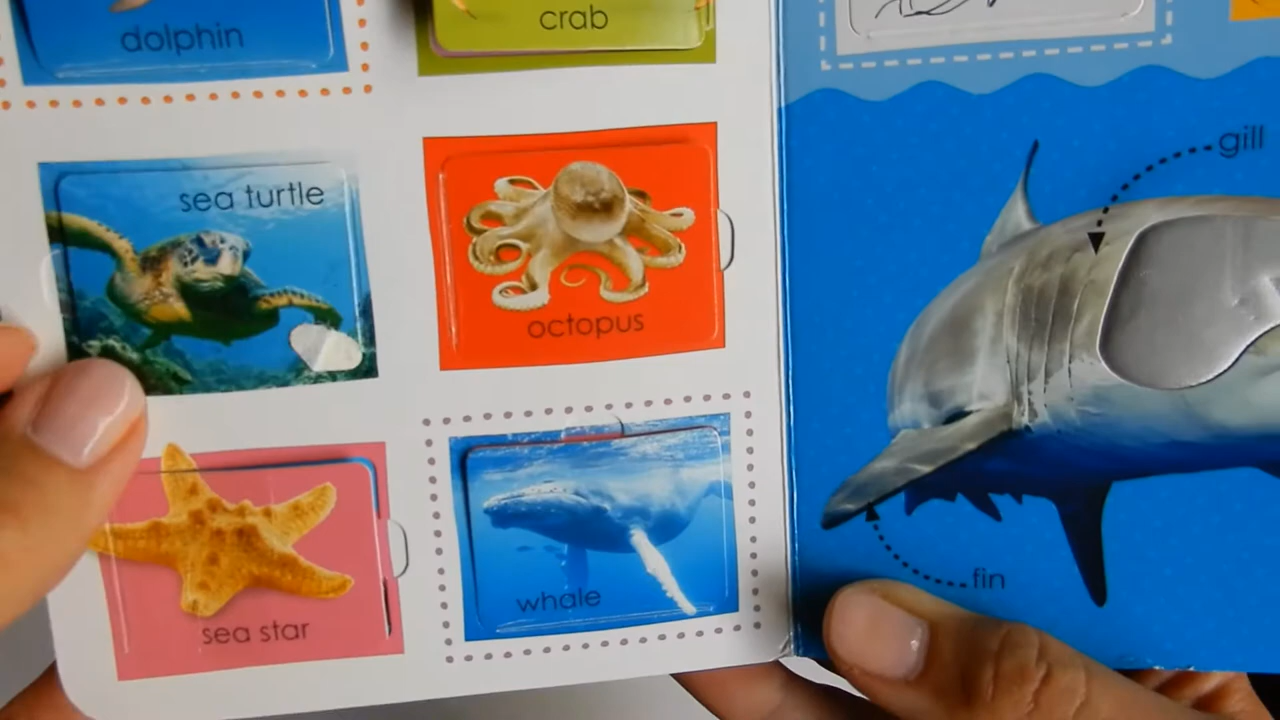 dolphin
crab
sea turtle
octopus
sea star
whale
gill
fin